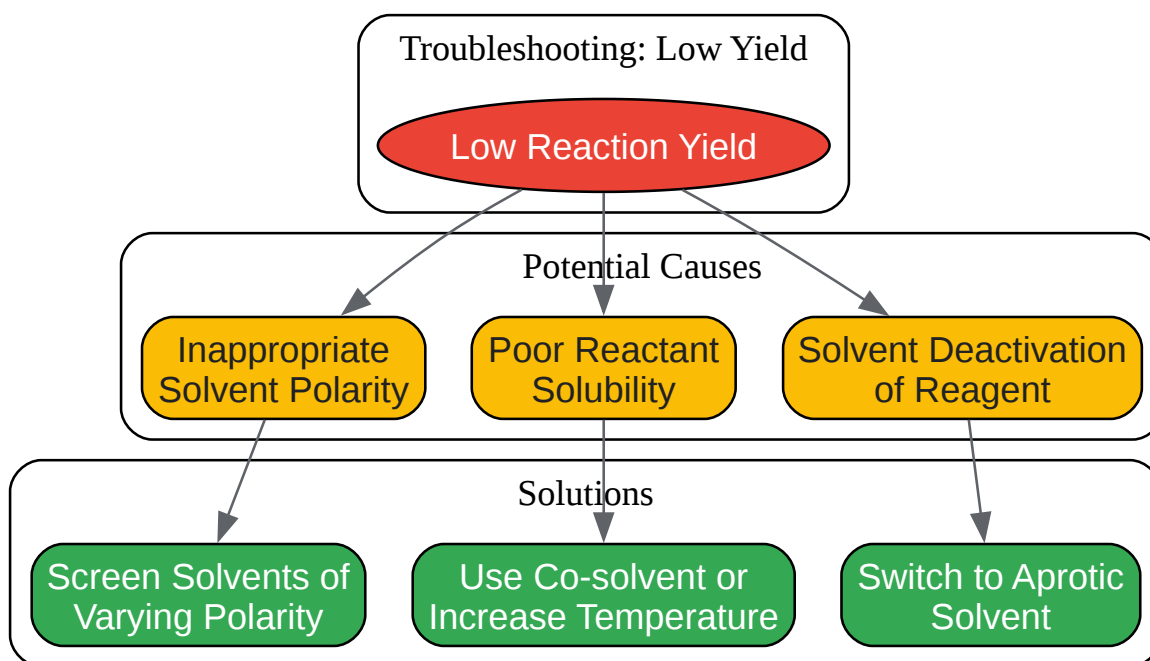 Troubleshooting: Low Yield
Low Reaction Yield
Potential Causes
Inappropriate
Solvent Polarity
Poor Reactant
Solubility
Solvent Deactivation
of Reagent
Solutions
Screen Solvents of
Varying Polarity
Use Co-solvent or
Increase Temperature
Switch to Aprotic
Solvent